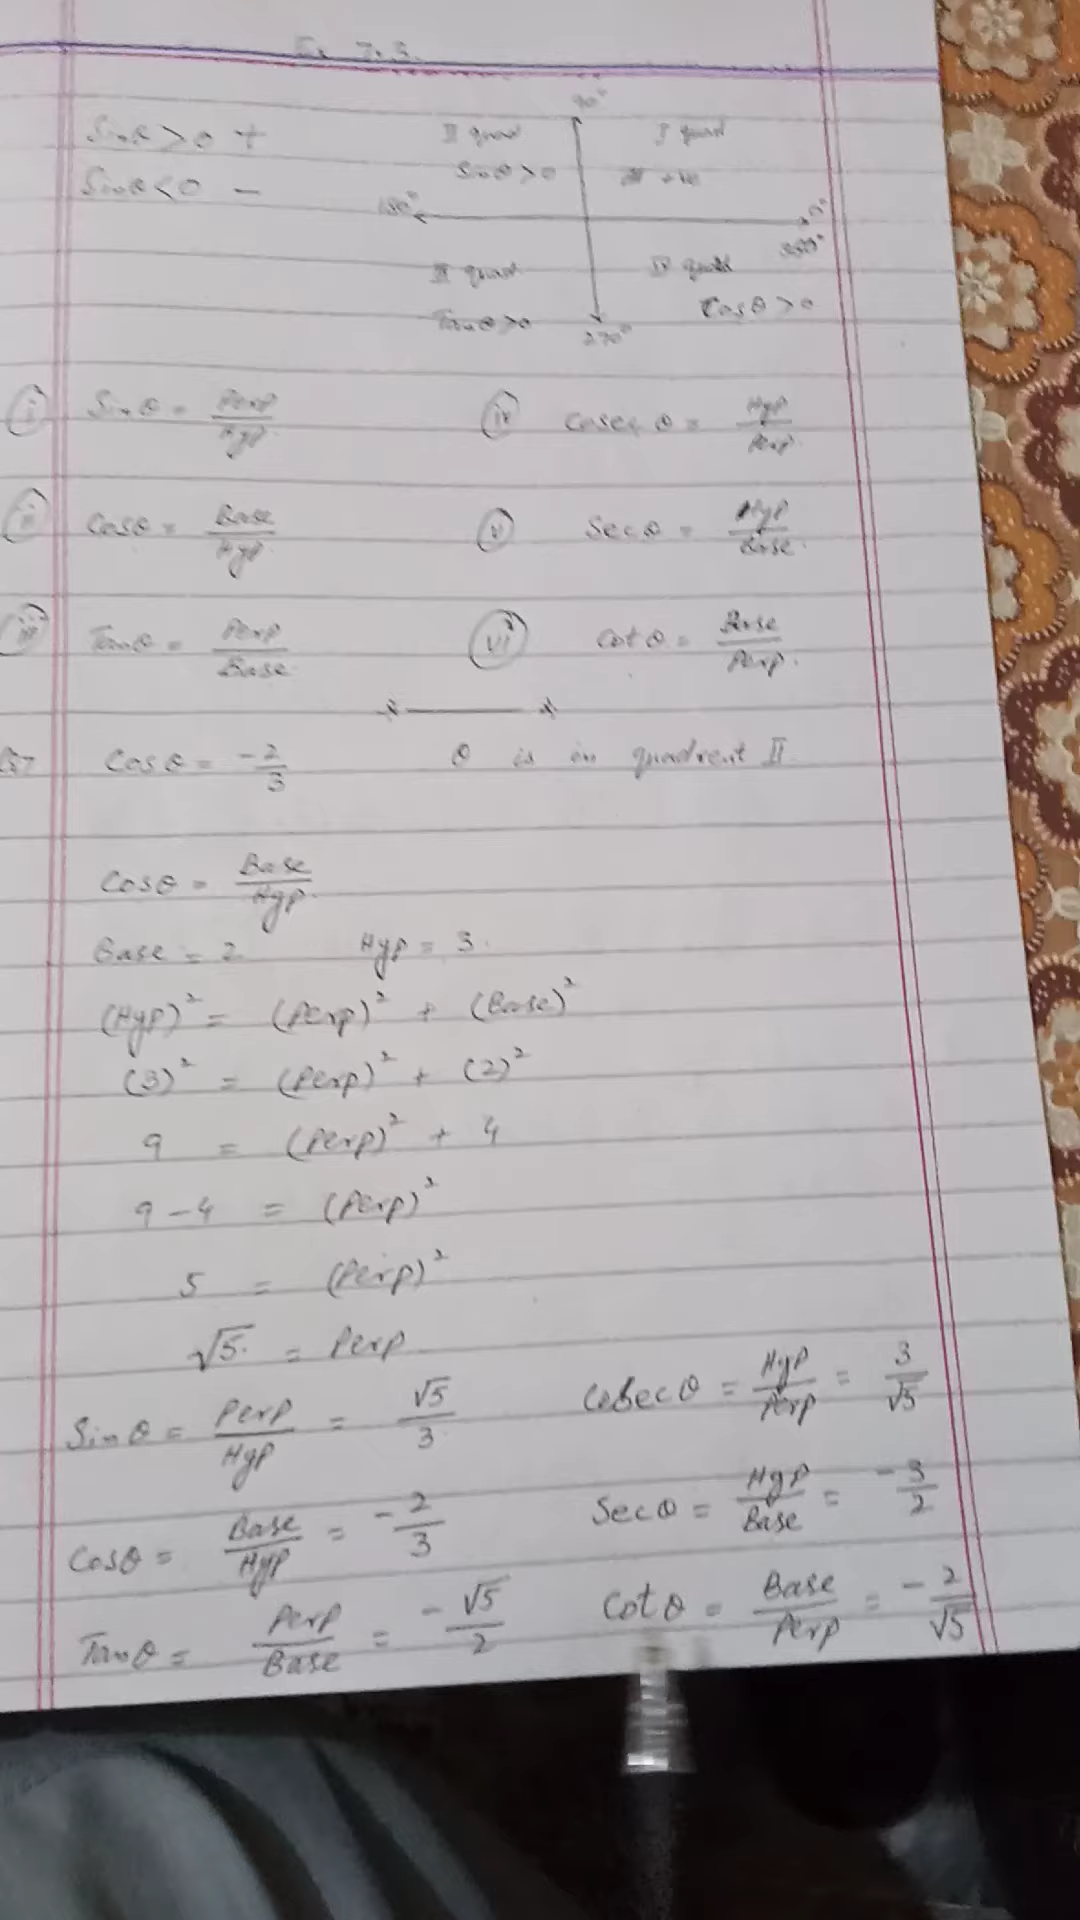 Ex 7.3
90°
Sinθ>0 + II quad I quad
Sinθ<0 - Sinθ>0 +ve
180° 0°
360°
III quad IV quad
Tanθ>0 Cosθ>0
270°
i Sinθ = Perp/Hyp iv Cosec θ = Hyp/Perp.
ii Cosθ = Base/Hyp v Secθ = Hyp/Base.
iii Tanθ = Perp/Base vi Cotθ = Base/Perp.
Cosθ = -2/3 θ is in quadrent II
Cosθ = Base/Hyp.
Base = 2 Hyp = 3.
(Hyp)² = (Perp)² + (Base)²
(3)² = (Perp)² + (2)²
9 = (Perp)² + 4
9-4 = (Perp)²
5 = (Perp)²
√5 = Perp
Sinθ = Perp/Hyp = √5/3 Cosecθ = Hyp/Perp = 3/√5
Cosθ = Base/Hyp = -2/3 Secθ = Hyp/Base = -3/2
Tanθ = Perp/Base = -√5/2 Cotθ = Base/Perp = -2/√5